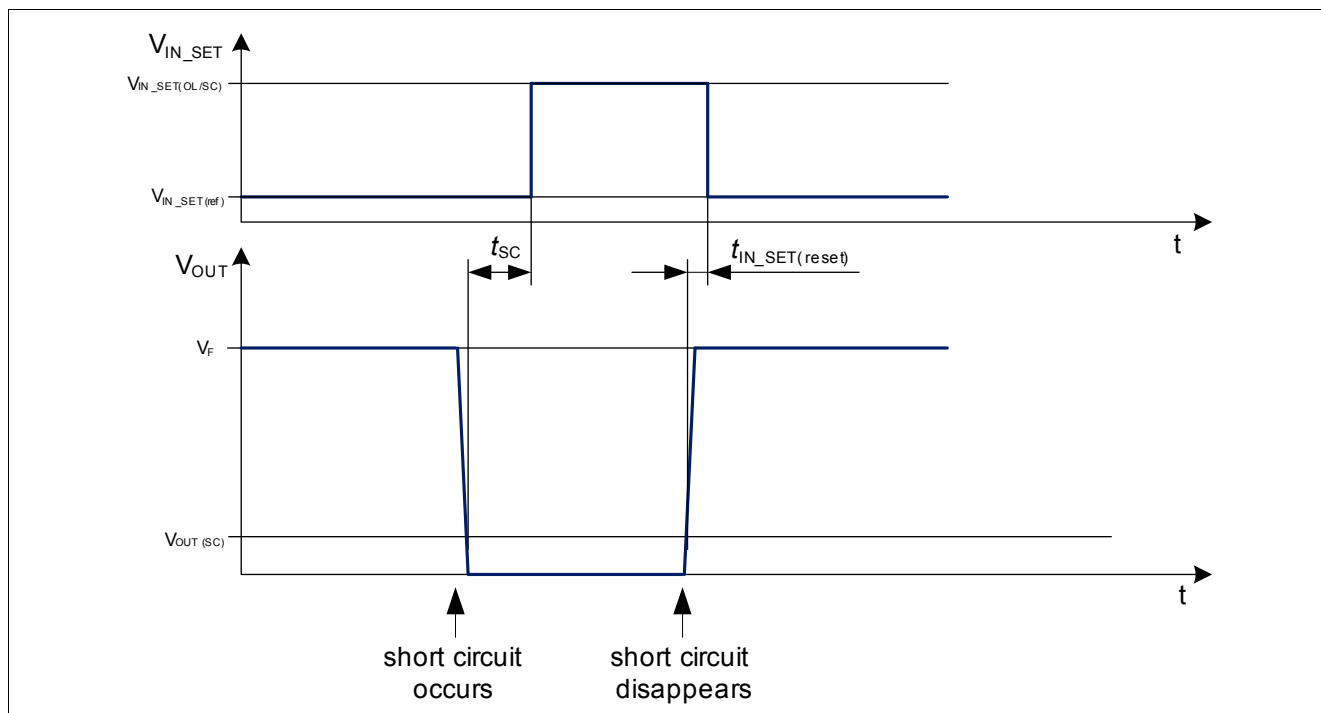 VIN_SET
VIN_SET(OL/SC)
VIN_SET(ref)
t
tSC
tIN_SET(reset)
VOUT
VF
VOUT(SC)
t
short circuit
occurs
short circuit
disappears